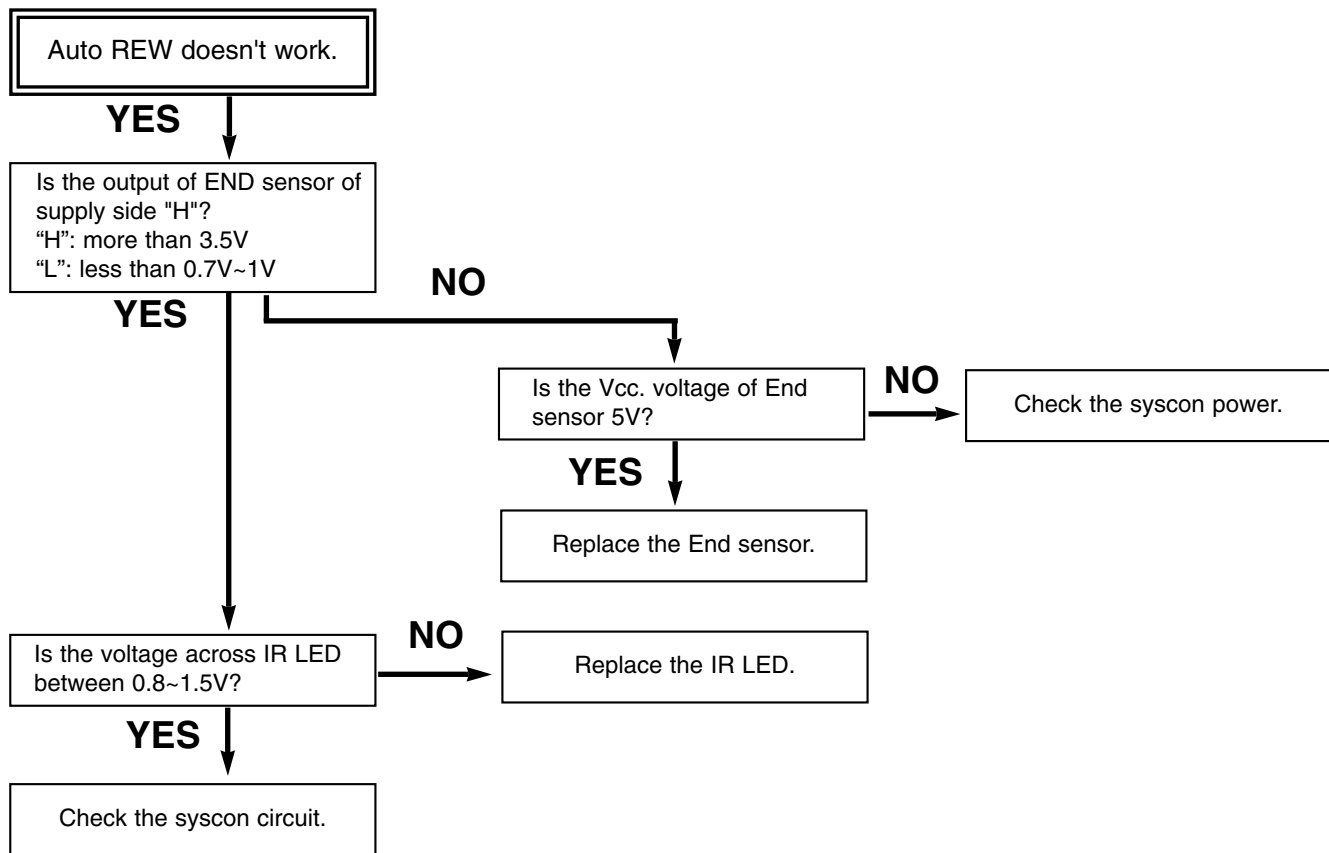 Auto REW doesn't work.
YES
Is the output of END sensor of
supply side "H"?
“H”: more than 3.5V
“L”: less than 0.7V~1V
YES
NO
Is the Vcc. voltage of End
sensor 5V?
NO
Check the syscon power.
YES
Replace the End sensor.
Is the voltage across IR LED
between 0.8~1.5V?
NO
Replace the IR LED.
YES
Check the syscon circuit.